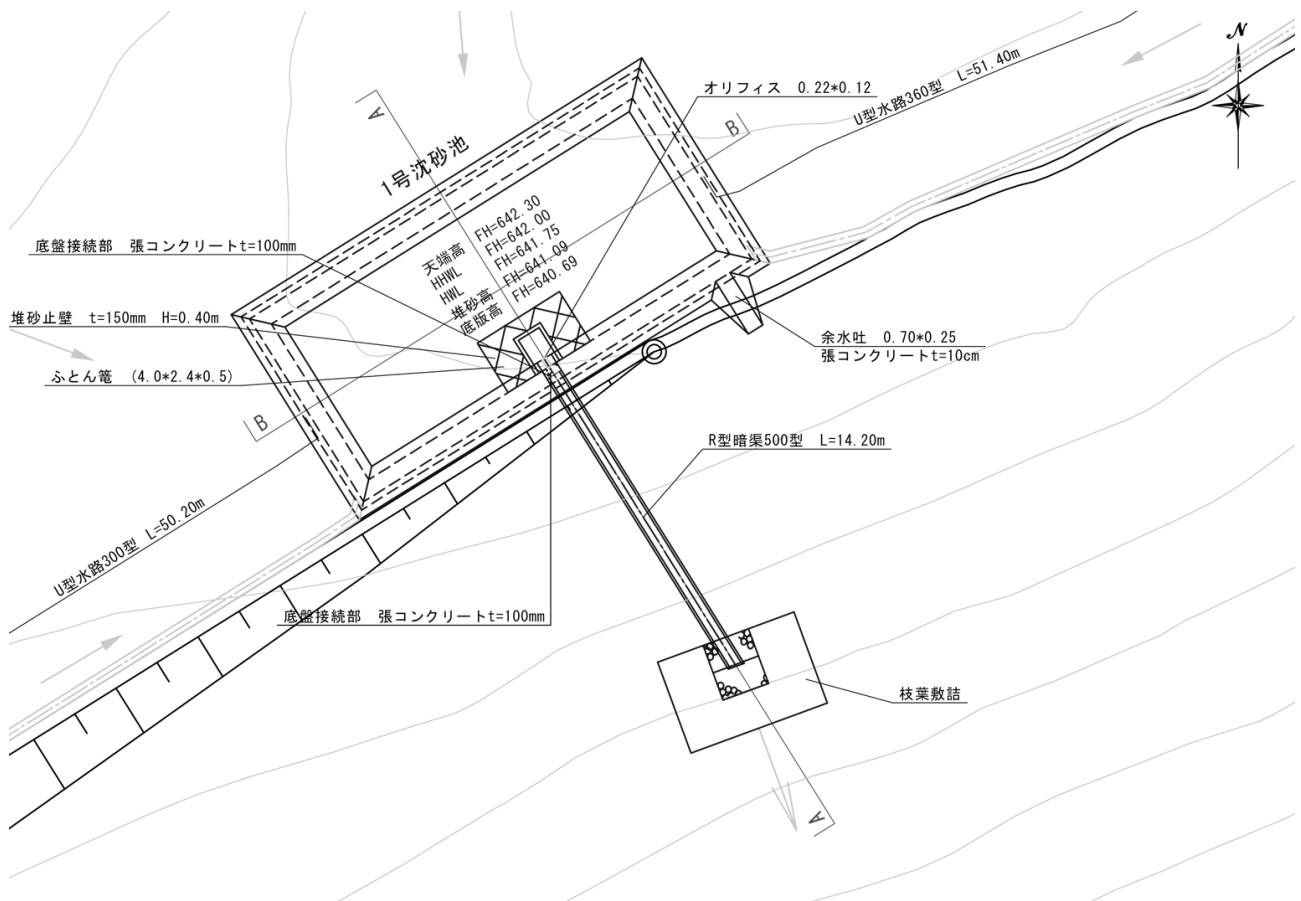 N
オリフィス 0.22*0.12
U型水路360型 L=51.40m
A
B
1号沈砂池
天端高 FH=642.30
HHWL FH=642.00
HWL FH=641.75
堆砂高 FH=641.09
底版高 FH=640.69
底盤接続部 張コンクリートt=100mm
堆砂止壁 t=150mm H=0.40m
ふとん篭 (4.0*2.4*0.5)
余水吐 0.70*0.25
張コンクリートt=10cm
B
R型暗渠500型 L=14.20m
U型水路300型 L=50.20m
底盤接続部 張コンクリートt=100mm
枝葉敷詰
A